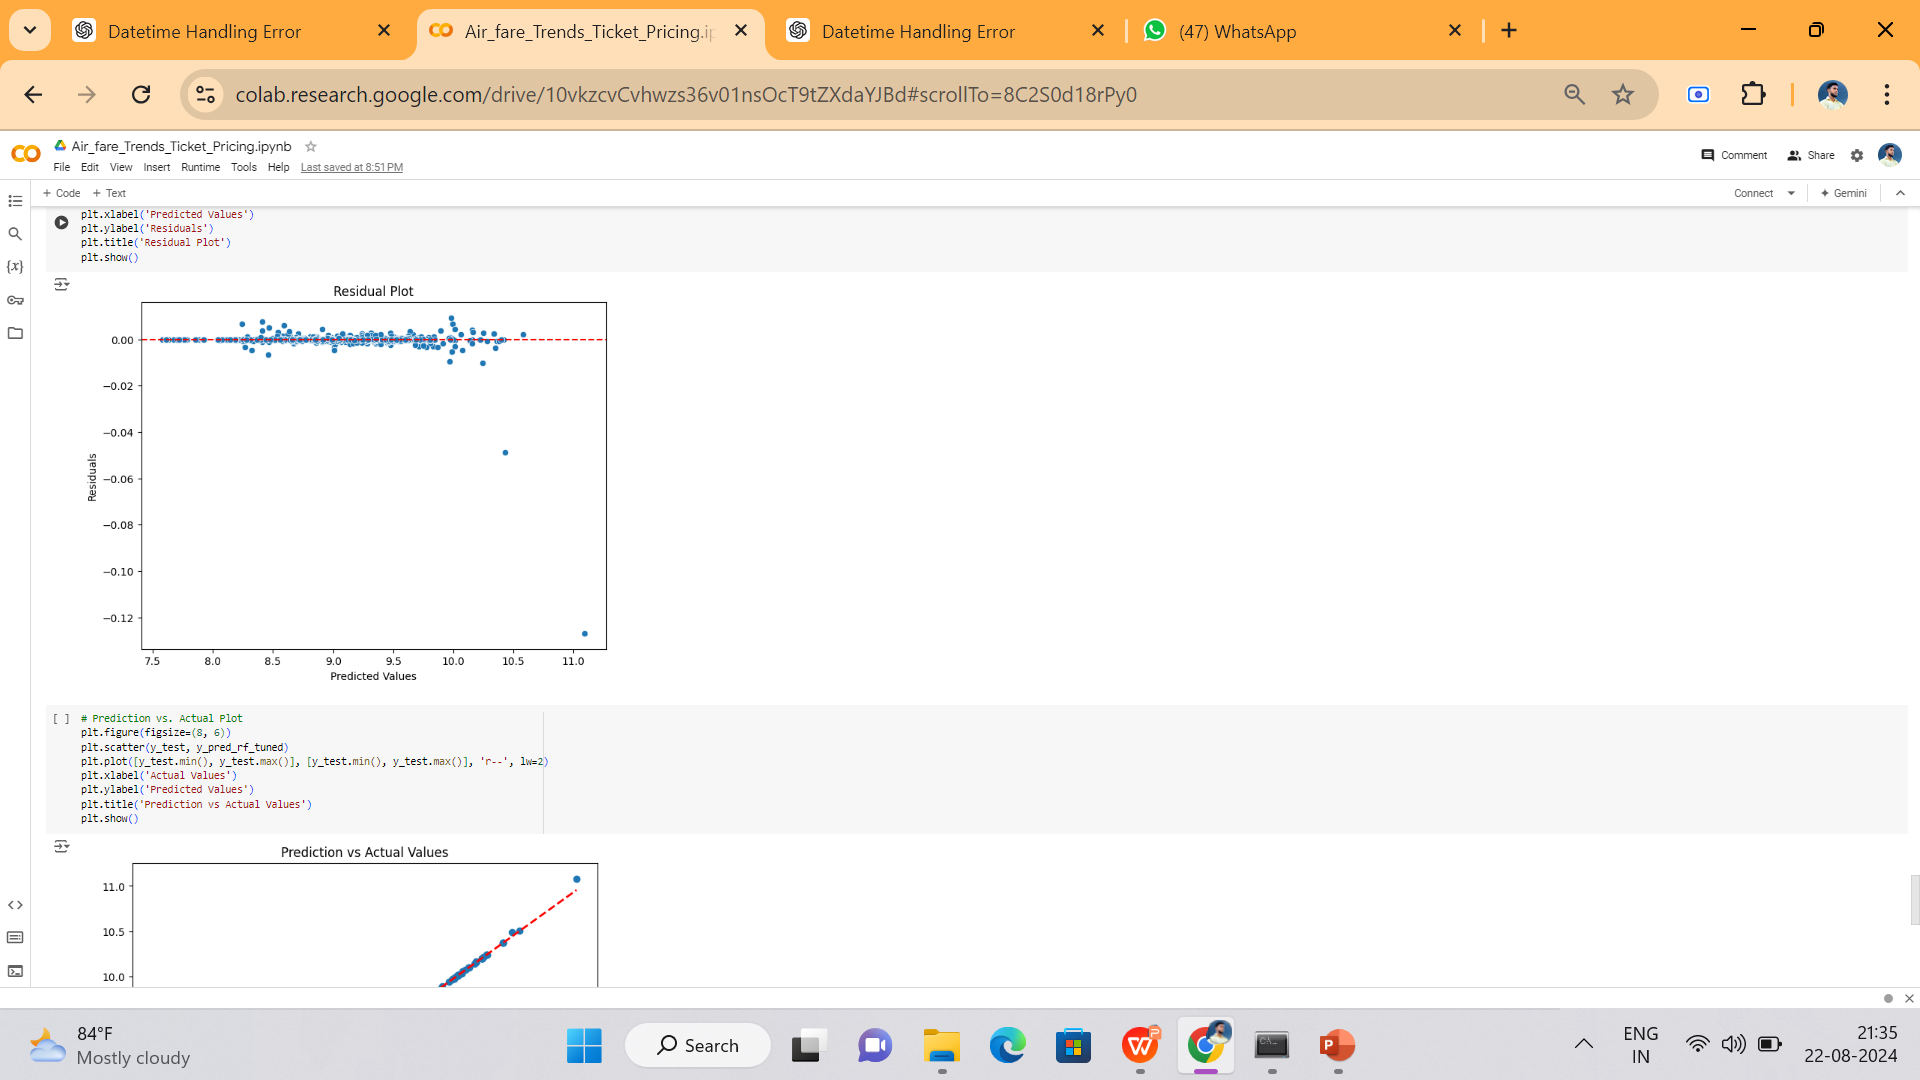 Datetime Handling Error
Air_fare_Trends_Ticket_Pricing.ip
Datetime Handling Error
(47) WhatsApp
colab.research.google.com/drive/10vkzcvCvhwzs36v01nsOcT9tZXdaYJBd#scrollTo=8C2S0d18rPy0
Air_fare_Trends_Ticket_Pricing.ipynb
File Edit View Insert Runtime Tools Help Last saved at 8:51 PM
Comment Share
+ Code + Text
Connect Gemini
plt.xlabel('Predicted Values')
plt.ylabel('Residuals')
plt.title('Residual Plot')
plt.show()
Residual Plot
0.00
−0.02
−0.04
−0.06
−0.08
−0.10
−0.12
Residuals
7.5 8.0 8.5 9.0 9.5 10.0 10.5 11.0
Predicted Values
[ ] # Prediction vs. Actual Plot
plt.figure(figsize=(8, 6))
plt.scatter(y_test, y_pred_rf_tuned)
plt.plot([y_test.min(), y_test.max()], [y_test.min(), y_test.max()], 'r--', lw=2)
plt.xlabel('Actual Values')
plt.ylabel('Predicted Values')
plt.title('Prediction vs Actual Values')
plt.show()
Prediction vs Actual Values
11.0
10.5
10.0
84°F
Mostly cloudy
Search
ENG
IN
21:35
22-08-2024